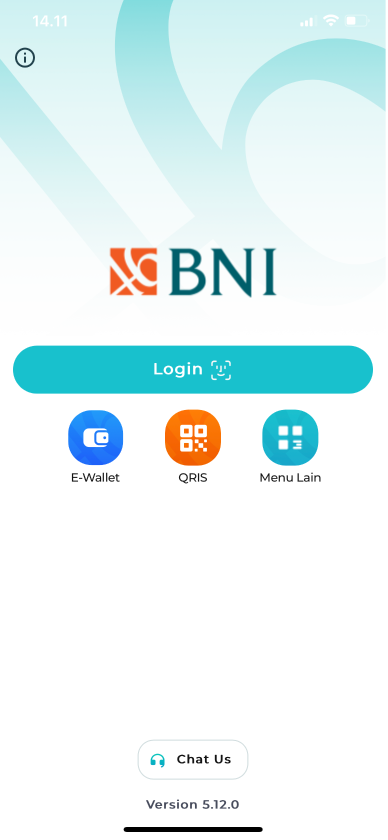 14.11
BNI
Login
E-Wallet QRIS Menu Lain
Chat Us
Version 5.12.0